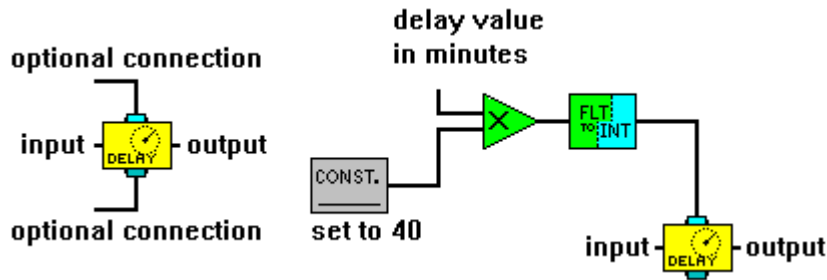 optional connection
input
DELAY
output
optional connection
delay value
in minutes
X
FLT
TO
INT
CONST.
set to 40
input
DELAY
output